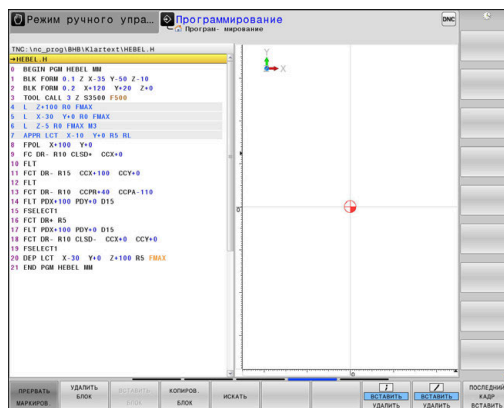 Режим ручного упра…
Программирование
DNC
Програм- мирование
TNC:\nc_prog\BHB\Klartext\HEBEL.H
→HEBEL.H
0 BEGIN PGM HEBEL MM
1 BLK FORM 0.1 Z X-35 Y-50 Z-10
2 BLK FORM 0.2 X+120 Y+20 Z+0
3 TOOL CALL 3 Z S3500 F500
4 L Z+100 R0 FMAX
5 L X-30 Y+0 R0 FMAX
6 L Z-5 R0 FMAX M3
7 APPR LCT X-10 Y+0 R5 RL
8 FPOL X+100 Y+0
9 FC DR- R10 CLSD+ CCX+0
10 FLT
11 FCT DR- R15 CCX+100 CCY+0
12 FLT
13 FCT DR- R10 CCPR+40 CCPA-110
14 FLT PDX+100 PDY+0 D15
15 FSELECT1
16 FCT DR+ R5
17 FLT PDX+100 PDY+0 D15
18 FCT DR- R10 CLSD- CCX+0 CCY+0
19 FSELECT1
20 DEP LCT X-30 Y+0 Z+100 R5 FMAX
21 END PGM HEBEL MM
Y
X
0
0
ПРЕРВАТЬ МАРКИРОВ.
УДАЛИТЬ БЛОК
ВСТАВИТЬ БЛОК
КОПИРОВ. БЛОК
ИСКАТЬ
ВСТАВИТЬ УДАЛИТЬ
ВСТАВИТЬ УДАЛИТЬ
ПОСЛЕДНИЙ КАДР ВСТАВИТЬ